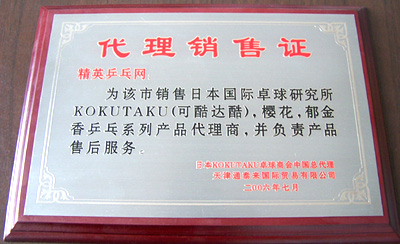 代理销售证
精英乒乓网
为该市销售日本国际卓球研究所
KOKUTAKU(可酷达酷),樱花,郁金
香乒乓系列产品代理商,并负责产品
售后服务。
日本KOKUTAKU卓球商会中国总代理
天津通泰来国际贸易有限公司
二00六年七月